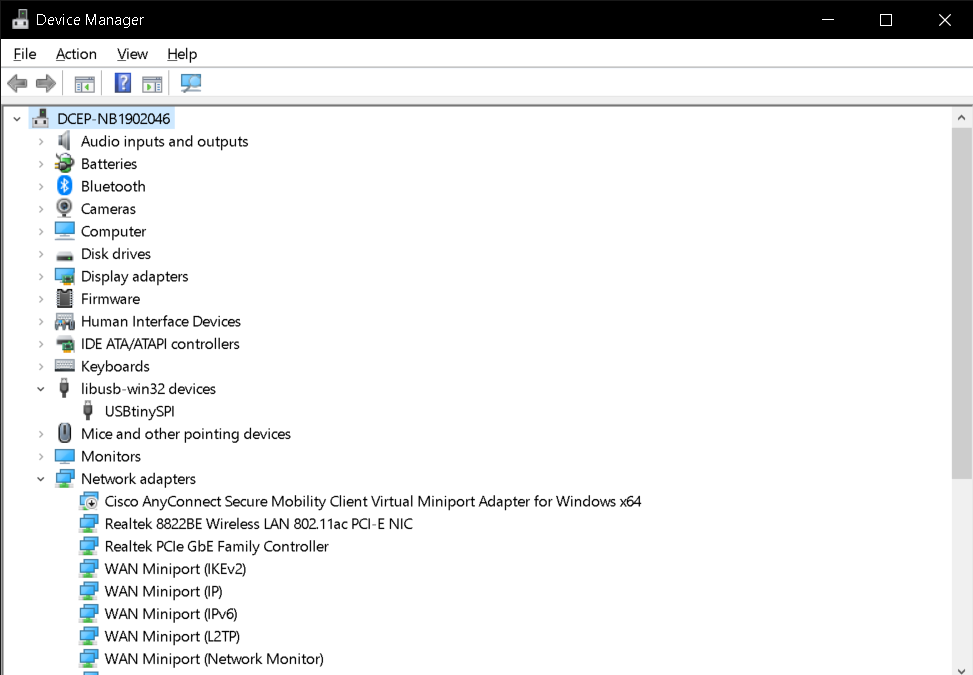 Device Manager
File Action View Help
?
DCEP-NB1902046
Audio inputs and outputs
Batteries
Bluetooth
Cameras
Computer
Disk drives
Display adapters
Firmware
Human Interface Devices
IDE ATA/ATAPI controllers
Keyboards
libusb-win32 devices
USBtinySPI
Mice and other pointing devices
Monitors
Network adapters
Cisco AnyConnect Secure Mobility Client Virtual Miniport Adapter for Windows x64
Realtek 8822BE Wireless LAN 802.11ac PCI-E NIC
Realtek PCIe GbE Family Controller
WAN Miniport (IKEv2)
WAN Miniport (IP)
WAN Miniport (IPv6)
WAN Miniport (L2TP)
WAN Miniport (Network Monitor)